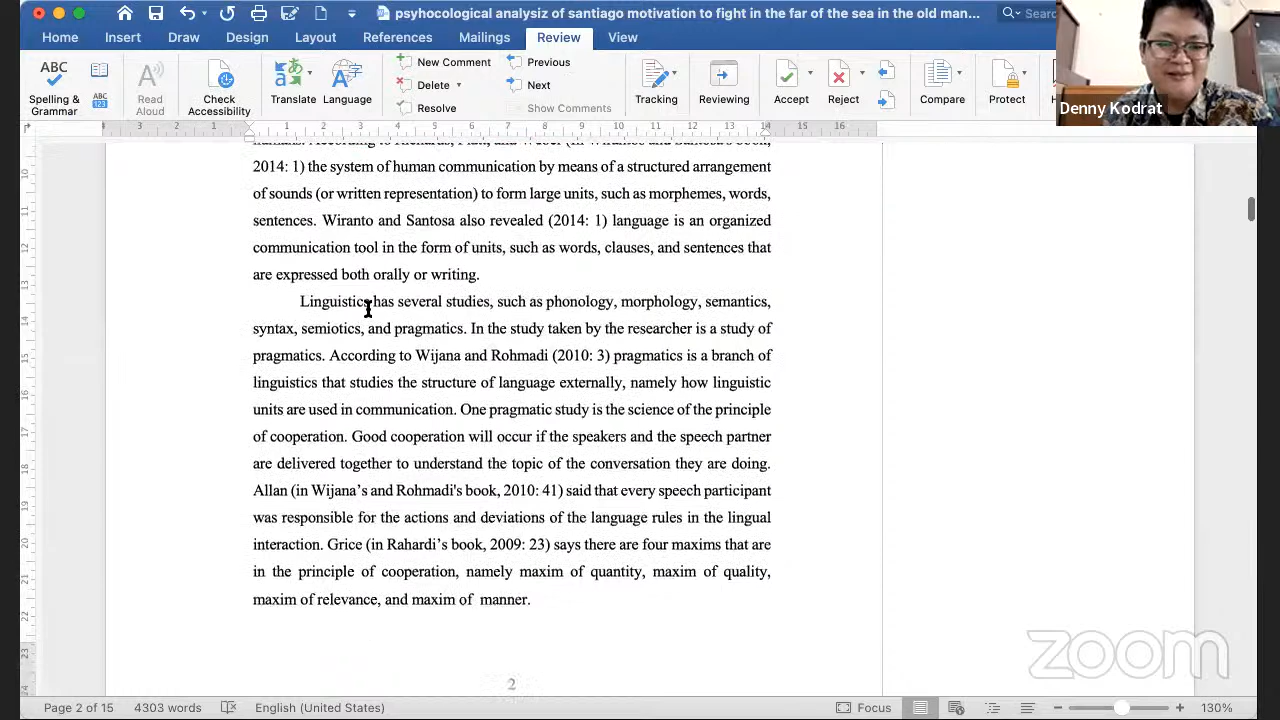 psyhocological analysiz of santiago motivation to fight in the far of the sea in the old man...
Home Insert Draw Design Layout References Mailings Review View
New Comment Previous
Delete Next
Resolve Show Comments
Spelling & Grammar
Read Aloud
Check Accessibility
Translate Language
Tracking Reviewing Accept Reject Compare Protect
Denny Kodrat
2014: 1) the system of human communication by means of a structured arrangement
of sounds (or written representation) to form large units, such as morphemes, words,
sentences. Wiranto and Santosa also revealed (2014: 1) language is an organized
communication tool in the form of units, such as words, clauses, and sentences that
are expressed both orally or writing.
Linguistics has several studies, such as phonology, morphology, semantics,
syntax, semiotics, and pragmatics. In the study taken by the researcher is a study of
pragmatics. According to Wijana and Rohmadi (2010: 3) pragmatics is a branch of
linguistics that studies the structure of language externally, namely how linguistic
units are used in communication. One pragmatic study is the science of the principle
of cooperation. Good cooperation will occur if the speakers and the speech partner
are delivered together to understand the topic of the conversation they are doing.
Allan (in Wijana’s and Rohmadi's book, 2010: 41) said that every speech participant
was responsible for the actions and deviations of the language rules in the lingual
interaction. Grice (in Rahardi’s book, 2009: 23) says there are four maxims that are
in the principle of cooperation, namely maxim of quantity, maxim of quality,
maxim of relevance, and maxim of manner.
2
zoom
Page 2 of 15 4303 words English (United States) Focus 130%